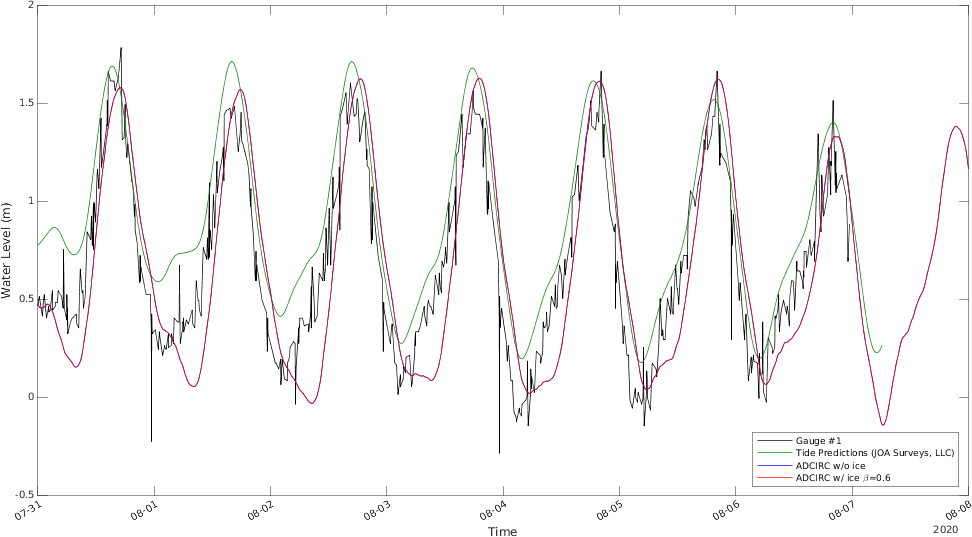 2
1.5
1
0.5
0
-0.5
Water Level (m)
07-31
08-01
08-02
08-03
08-04
08-05
08-06
08-07
08-08
2020
Time
Gauge #1
Tide Predictions (JOA Surveys, LLC)
ADCIRC w/o ice
ADCIRC w/ ice β=0.6